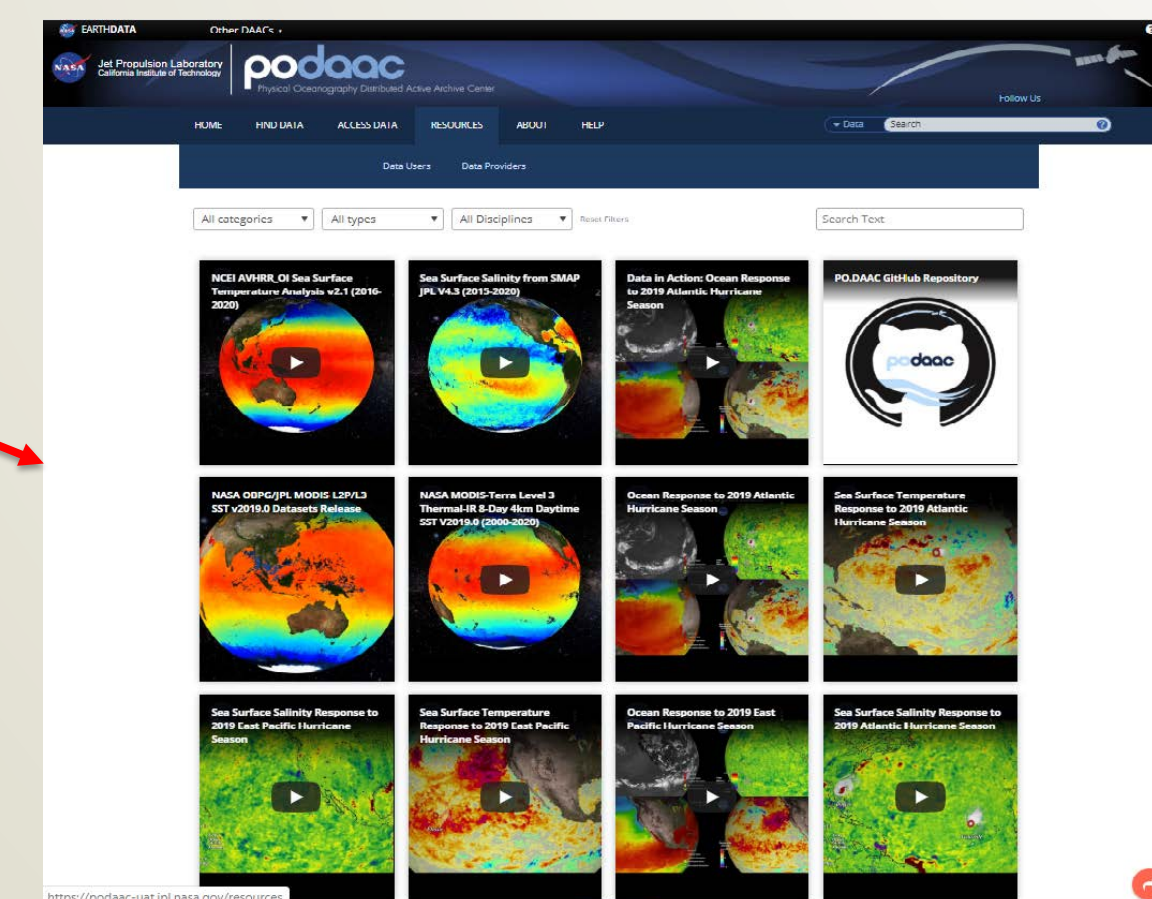 EARTHDATA Other DAACs
NASA
Jet Propulsion Laboratory
California Institute of Technology
podaac
Physical Oceanography Distributed Active Archive Center
Follow Us
HOME FIND DATA ACCESS DATA RESOURCES ABOUT HELP Data Search ?
Data Users Data Providers
All categories All types All Disciplines Reset Filters Search Text
NCEI AVHRR_OI Sea Surface
Temperature Analysis v2.1 (2016-
2020)
Sea Surface Salinity from SMAP
JPL V4.3 (2015-2020)
Data in Action: Ocean Response
to 2019 Atlantic Hurricane
Season
PO.DAAC GitHub Repository
podaac
NASA OBPG/JPL MODIS L2P/L3
SST v2019.0 Datasets Release
NASA MODIS-Terra Level 3
Thermal-IR 8-Day 4km Daytime
SST V2019.0 (2000-2020)
Ocean Response to 2019 Atlantic
Hurricane Season
Sea Surface Temperature
Response to 2019 Atlantic
Hurricane Season
Sea Surface Salinity Response to
2019 East Pacific Hurricane
Season
Sea Surface Temperature
Response to 2019 East Pacific
Hurricane Season
Ocean Response to 2019 East
Pacific Hurricane Season
Sea Surface Salinity Response to
2019 Atlantic Hurricane Season
https://podaac-uat.jpl.nasa.gov/resources